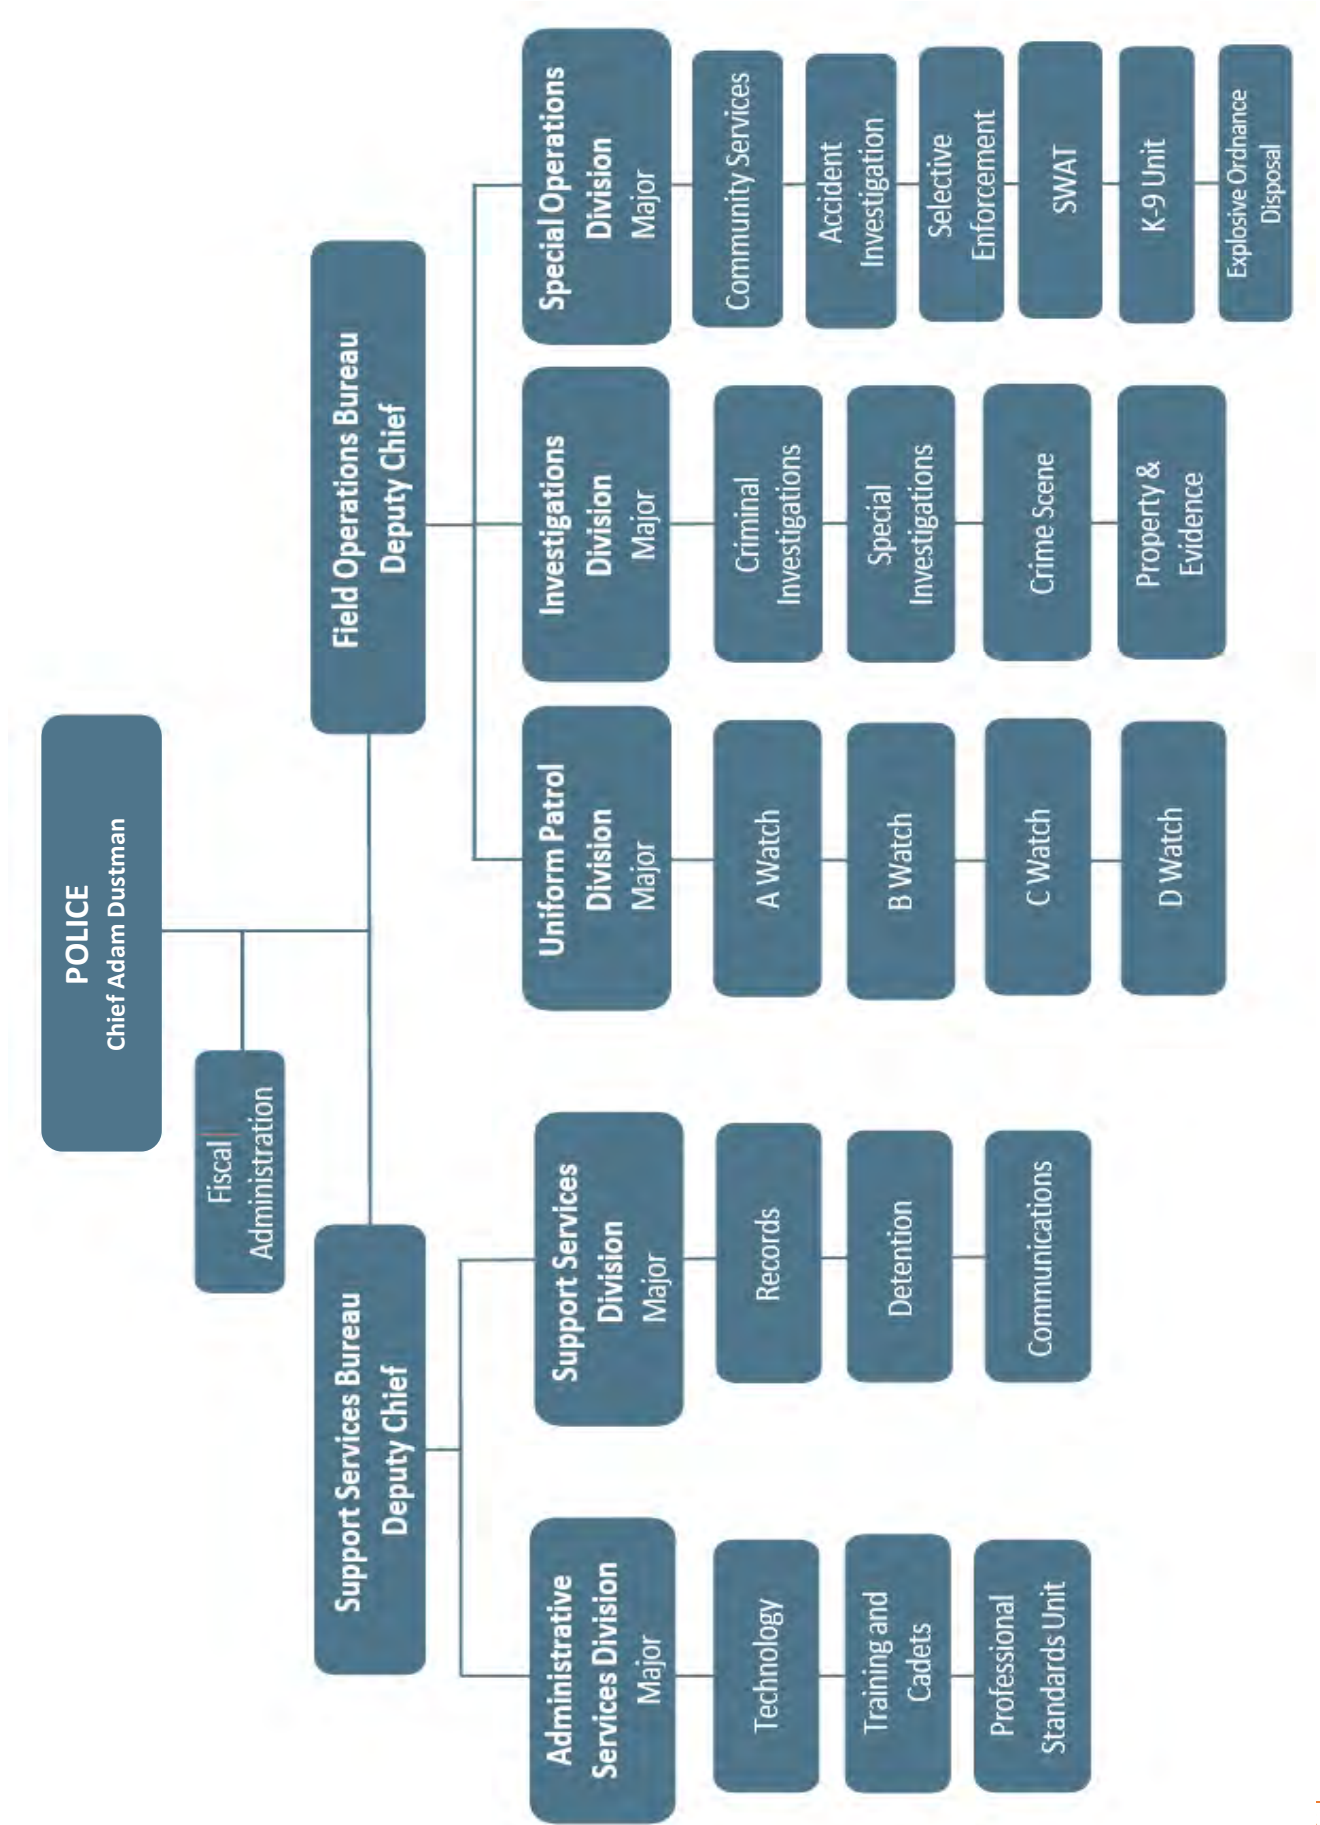 POLICE
Chief Adam Dustman
Fiscal
Administration
Support Services Bureau
Deputy Chief
Field Operations Bureau
Deputy Chief
Administrative
Services Division
Major
Technology
Training and
Cadets
Professional
Standards Unit
Support Services
Division
Major
Records
Detention
Communications
Uniform Patrol
Division
Major
A Watch
B Watch
C Watch
D Watch
Investigations
Division
Major
Criminal
Investigations
Special
Investigations
Crime Scene
Property &
Evidence
Special Operations
Division
Major
Community Services
Accident
Investigation
Selective
Enforcement
SWAT
K-9 Unit
Explosive Ordnance
Disposal